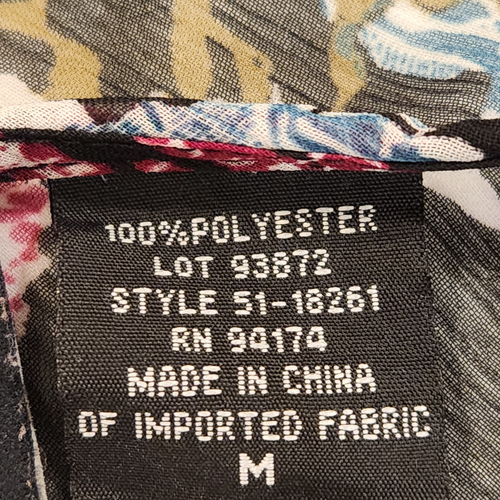 100%POLYESTER
LOT 93872
STYLE 51-18261
RN 94174
MADE IN CHINA
OF IMPORTED FABRIC
M